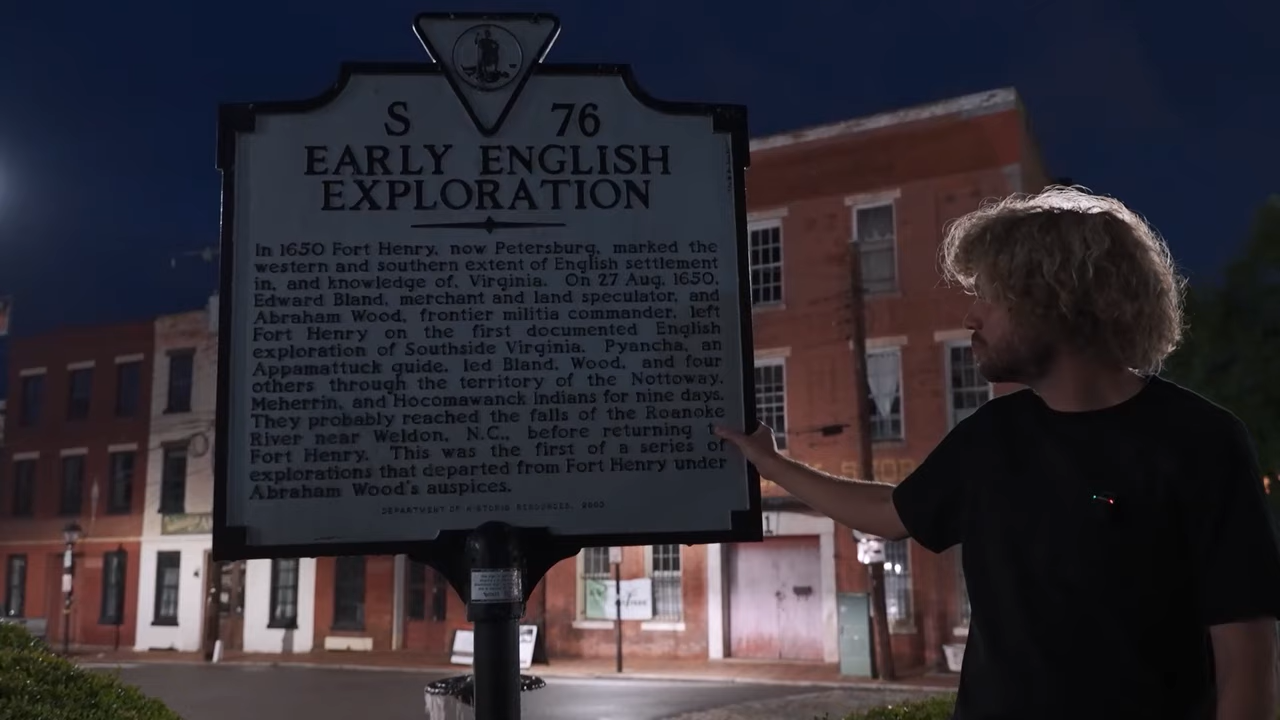 S 76
EARLY ENGLISH
EXPLORATION
In 1650 Fort Henry, now Petersburg, marked the
western and southern extent of English settlement
in, and knowledge of, Virginia. On 27 Aug. 1650,
Edward Bland, merchant and land speculator, and
Abraham Wood, frontier militia commander, left
Fort Henry on the first documented English
exploration of Southside Virginia. Pyancha, an
Appamattuck guide, led Bland, Wood, and four
others through the territory of the Nottoway,
Meherrin, and Hocomawanck Indians for nine days.
They probably reached the falls of the Roanoke
River near Weldon, N.C., before returning to
Fort Henry. This was the first of a series of
explorations that departed from Fort Henry under
Abraham Wood's auspices.
DEPARTMENT OF HISTORIC RESOURCES, 2003